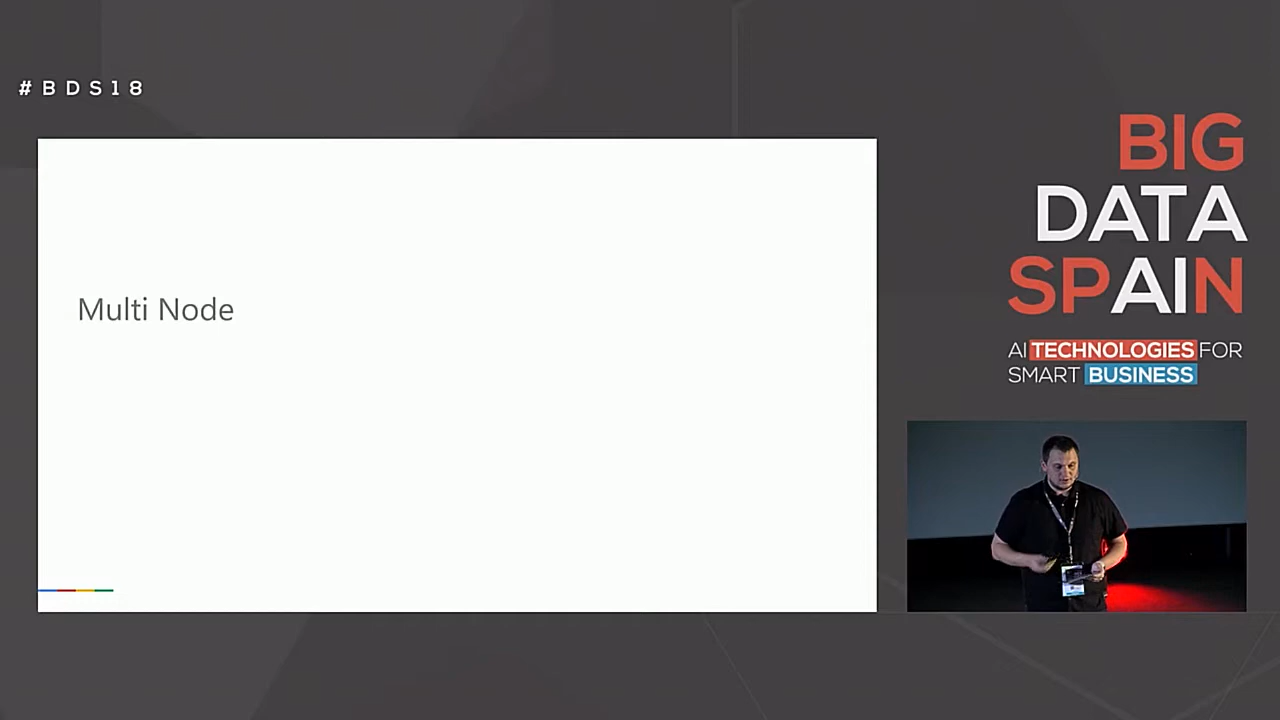 #BDS18
BIG
DATA
SPAIN
AI TECHNOLOGIES FOR
SMART BUSINESS
Multi Node